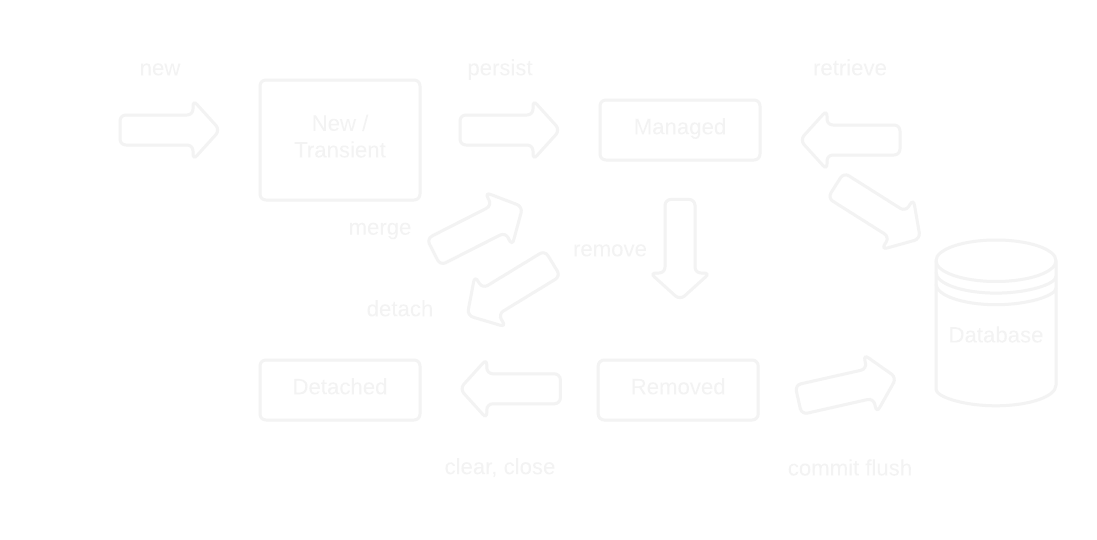 new
persist
retrieve
New /
Transient
Managed
merge
remove
detach
Database
Detached
Removed
clear, close
commit flush